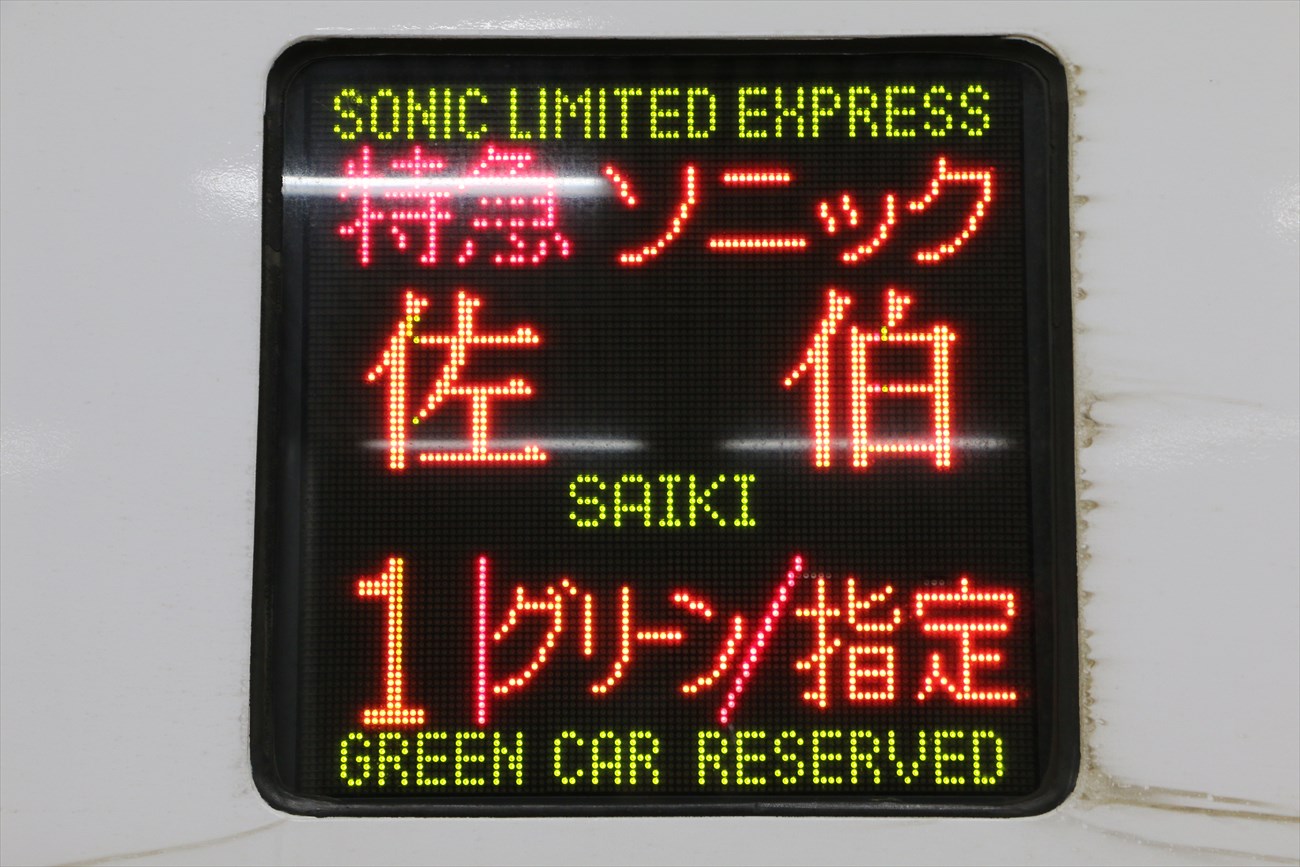 SONIC LIMITED EXPRESS
特急 ソニック
佐 伯
SAIKI
1|グリーン/指定
GREEN CAR RESERVED